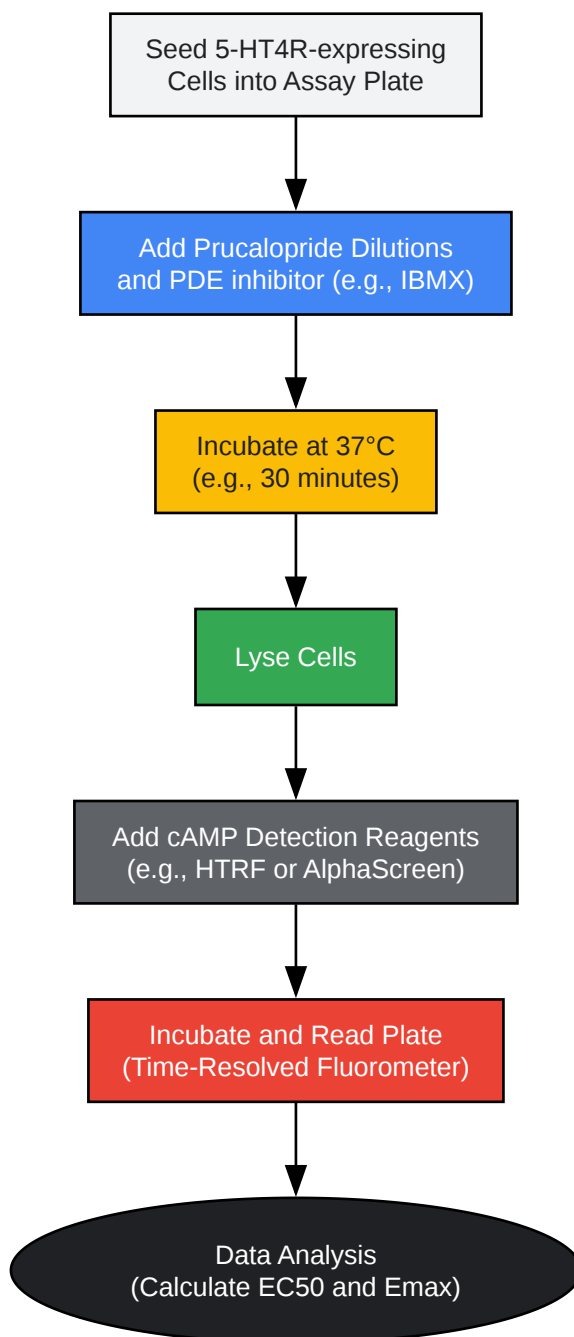 Seed 5-HT4R-expressing
Cells into Assay Plate
Add Prucalopride Dilutions
and PDE inhibitor (e.g., IBMX)
Incubate at 37°C
(e.g., 30 minutes)
Lyse Cells
Add cAMP Detection Reagents
(e.g., HTRF or AlphaScreen)
Incubate and Read Plate
(Time-Resolved Fluorometer)
Data Analysis
(Calculate EC50 and Emax)